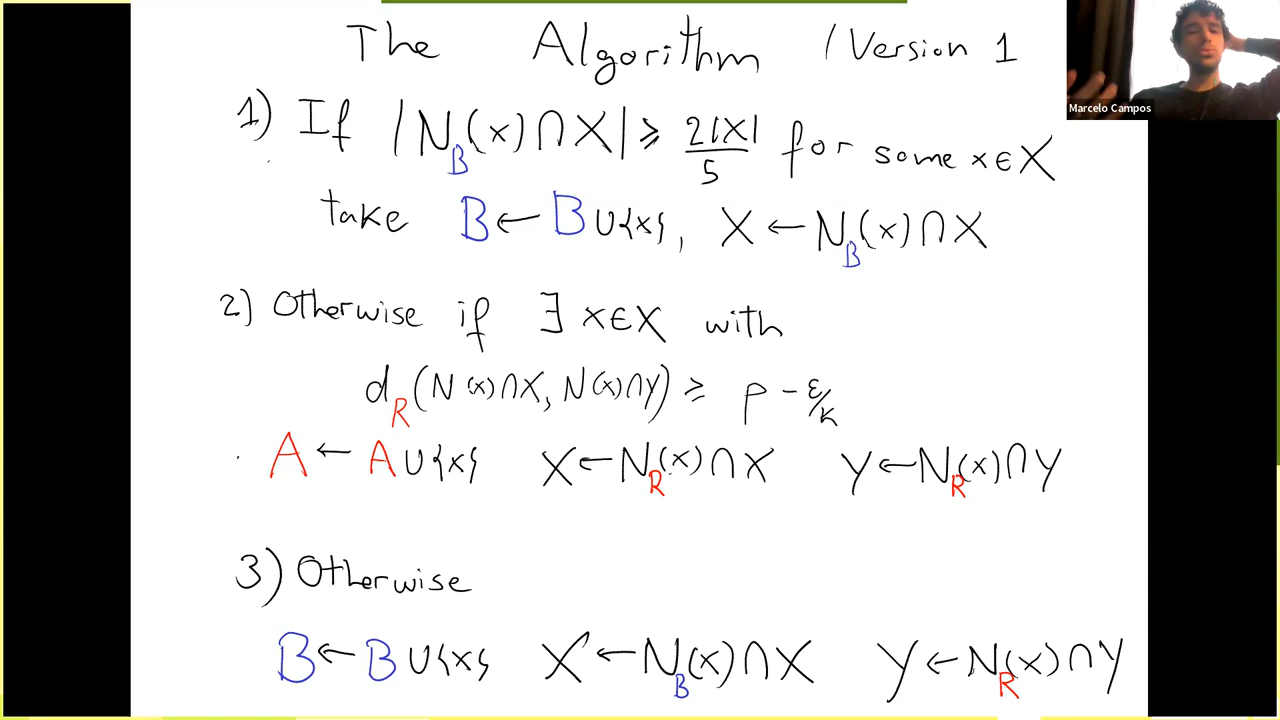 The Algorithm / Version 1
Marcelo Campos
1) If |N_B(x)∩X| ≥ 2|X|/5 for some x∈X
take B ← B∪{x}, X ← N_B(x)∩X
2) Otherwise if ∃ x∈X with
d_R(N(x)∩X, N(x)∩Y) ≥ p - ε/k
A ← A∪{x} X ← N_R(x)∩X Y ← N_R(x)∩Y
3) Otherwise
B ← B∪{x} X ← N_B(x)∩X Y ← N_R(x)∩Y